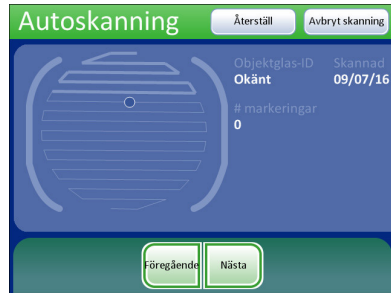 Autoskanning
Återställ
Avbryt skanning
Objektglas-ID Skannad
Okänt 09/07/16
# markeringar
0
Föregående
Nästa